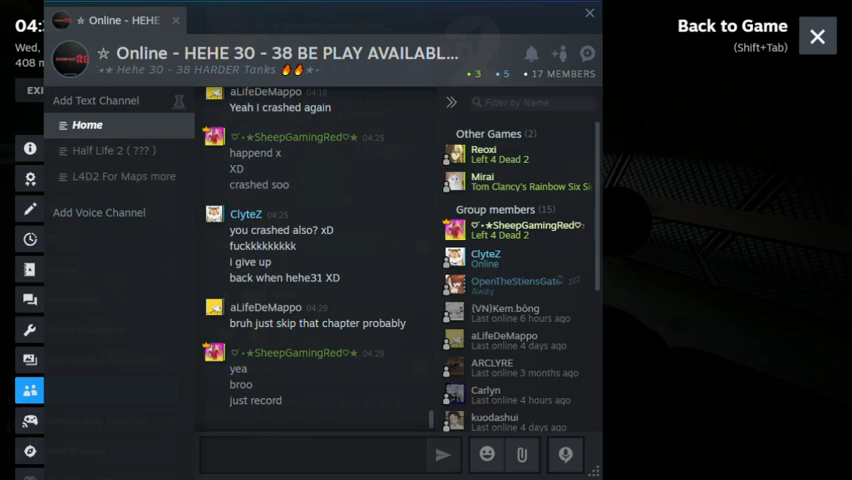 04:
Wed,
408 m
EXI
☆ Online - HEHE
Back to Game
(Shift+Tab)
☆ Online - HEHE 30 - 38 BE PLAY AVAILABL...
★ Hehe 30 - 38 HARDER Tanks 🔥🔥★
3 5 17 MEMBERS
Add Text Channel
Home
Half Life 2 ( ??? )
L4D2 For Maps more
Add Voice Channel
aLifeDeMappo 04:16
Yeah I crashed again
♡⋆★SheepGamingRed♡★ 04:25
happend x
XD
crashed soo
ClyteZ 04:25
you crashed also? xD
fuckkkkkkkkk
i give up
back when hehe31 XD
aLifeDeMappo 04:29
bruh just skip that chapter probably
♡⋆★SheepGamingRed♡★ 04:29
yea
broo
just record
Filter by Name
Other Games (2)
Reoxi
Left 4 Dead 2
Mirai
Tom Clancy's Rainbow Six Si
Group members (15)
♡⋆★SheepGamingRed♡
Left 4 Dead 2
ClyteZ
Online
OpenTheStiensGate
Away
{VN}Kem.bông
Last online 6 hours ago
aLifeDeMappo
Last online 4 days ago
ARCLYRE
Last online 3 months ago
Carlyn
Last online 4 hours ago
kuodashui
Last online 4 days ago